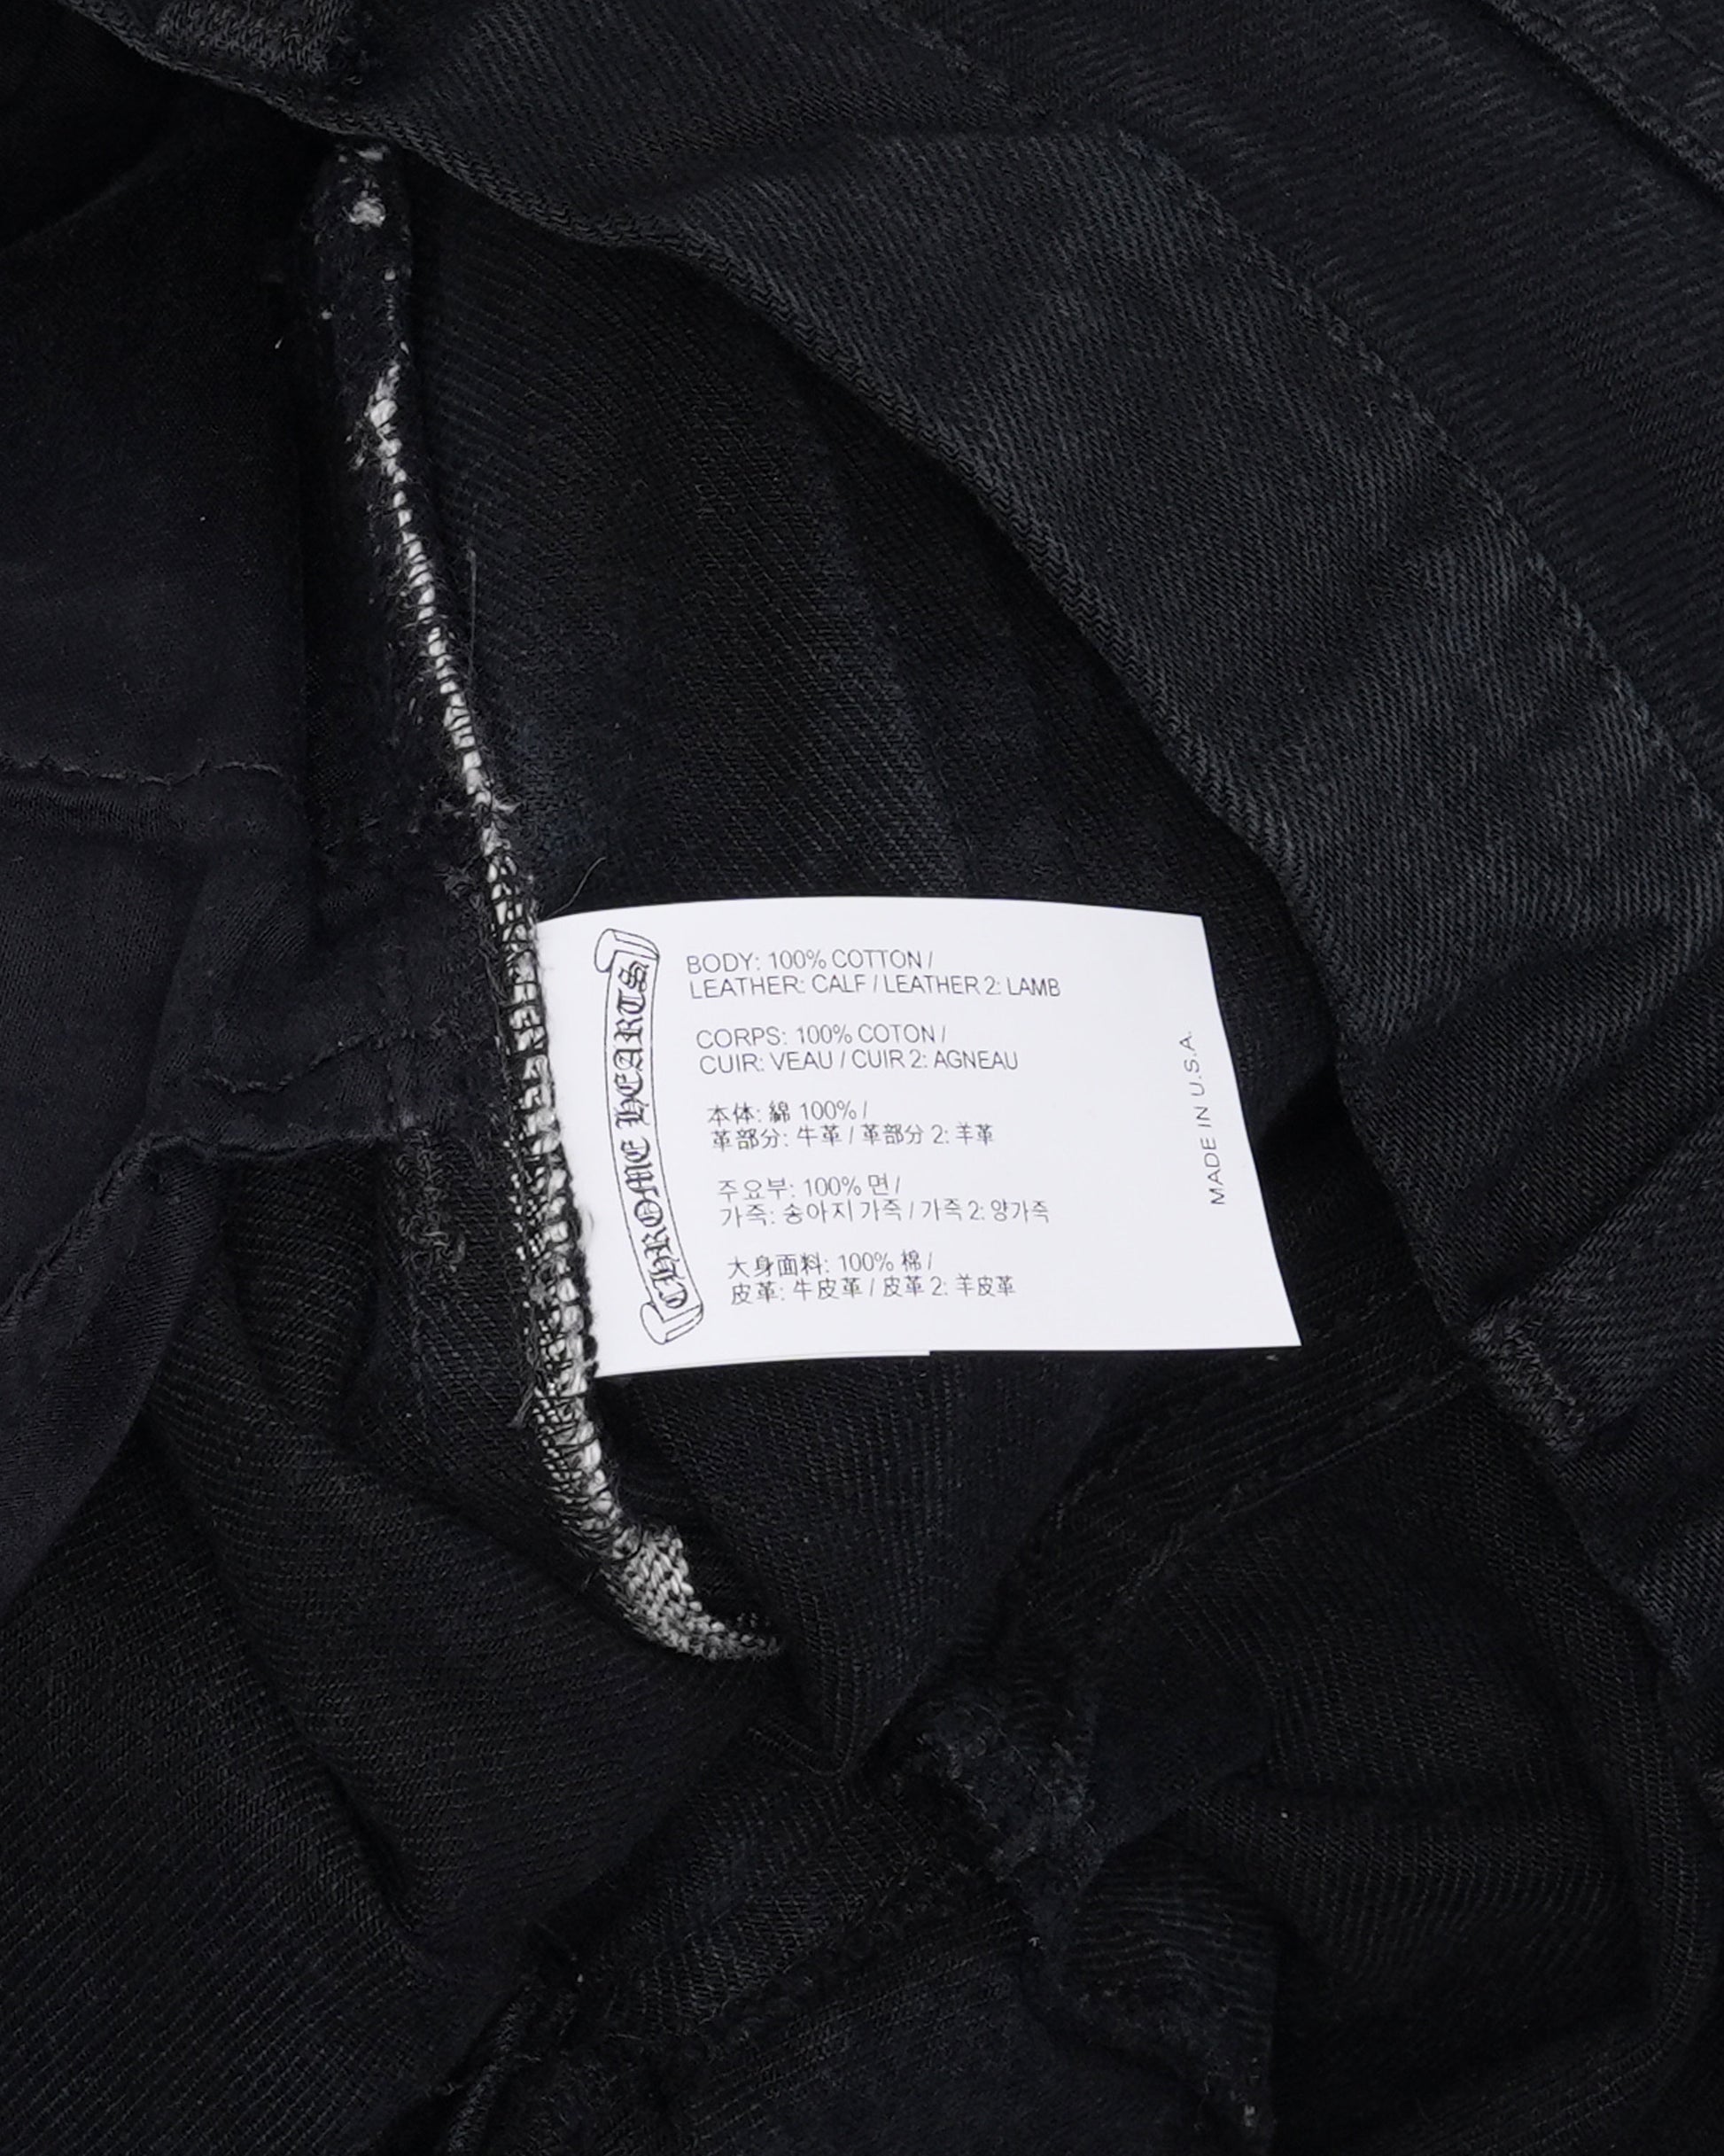 CHROME HEARTS
BODY: 100% COTTON /
LEATHER: CALF / LEATHER 2: LAMB
CORPS: 100% COTON /
CUIR: VEAU / CUIR 2: AGNEAU
本体: 綿 100% /
革部分: 牛革 / 革部分 2: 羊革
주요부: 100% 면 /
가죽: 송아지 가죽 / 가죽 2: 양가죽
大身面料: 100% 棉 /
皮革: 牛皮革 / 皮革 2: 羊皮革
MADE IN U.S.A.